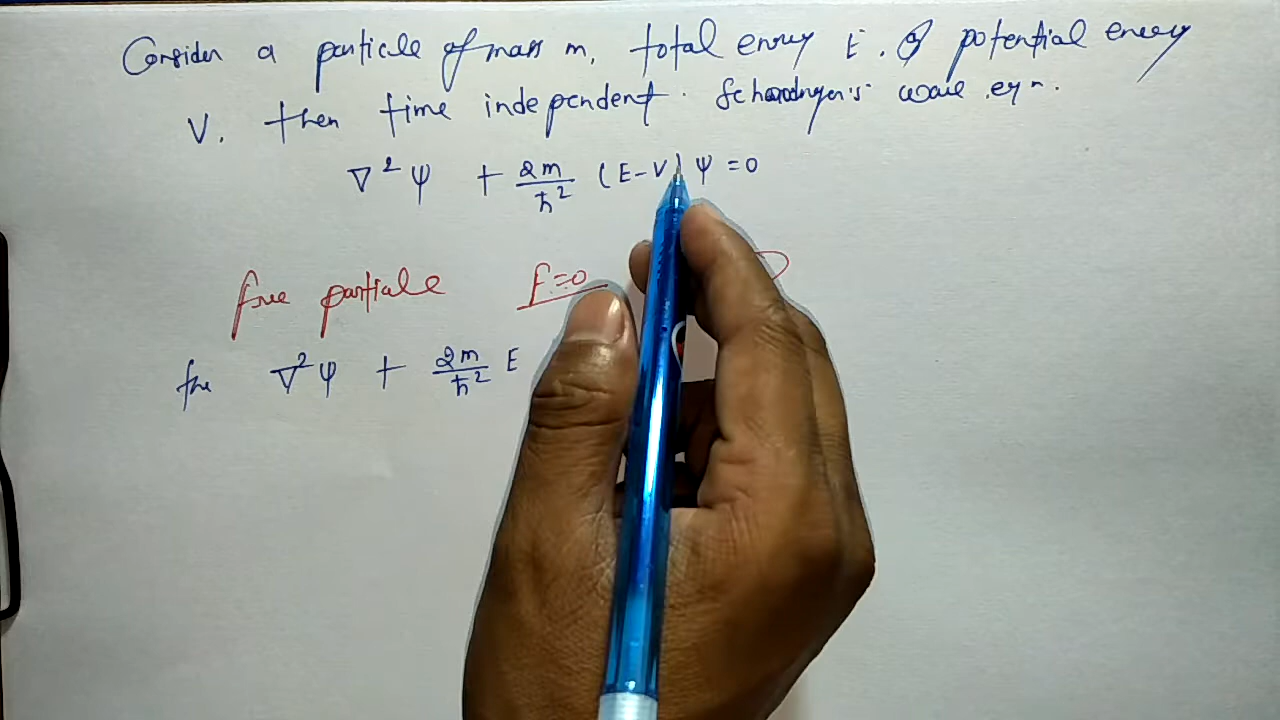 Consider a particle of mass m, total energy E. & potential energy
V. then time independent. Schrodinger's wave eqn.
∇²ψ + 2m/ħ² (E-V) ψ = 0
free particle F=0
for ∇²ψ + 2m/ħ² E